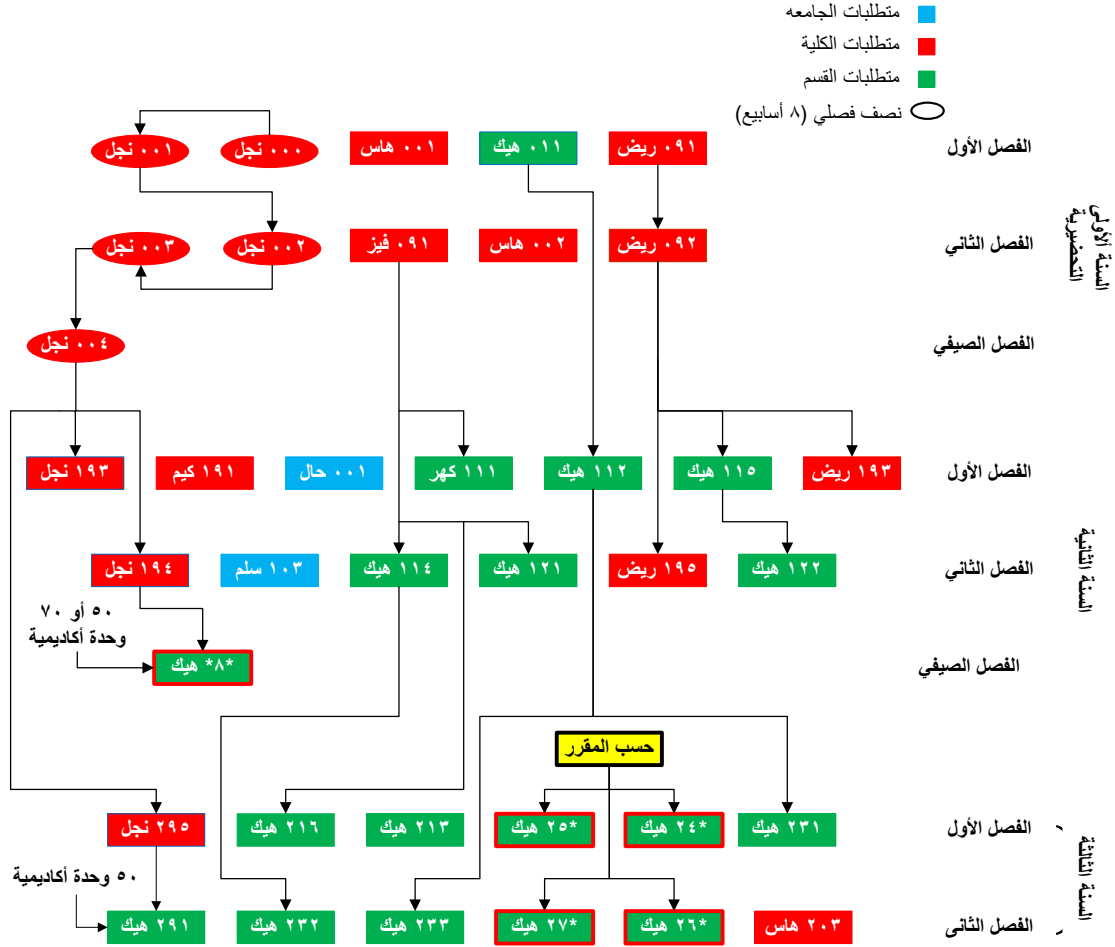 متطلبات الجامعه
متطلبات الكلية
متطلبات القسم
نصف فصلي (٨ أسابيع)
السنة الأولى
التحضيرية
الفصل الأول
٠٩١ ريض
٠١١ هيك
٠٠١ هاس
٠٠٠ نجل
٠٠١ نجل
الفصل الثاني
٠٩٢ ريض
٠٠٢ هاس
٠٩١ فيز
٠٠٢ نجل
٠٠٣ نجل
الفصل الصيفي
٠٠٤ نجل
السنة الثانية
الفصل الأول
١٩٣ ريض
١١٥ هيك
١١٢ هيك
١١١ كهر
٠٠١ حال
١٩١ كيم
١٩٣ نجل
الفصل الثاني
١٢٢ هيك
١٩٥ ريض
١٢١ هيك
١١٤ هيك
١٠٣ سلم
١٩٤ نجل
٥٠ أو ٧٠
وحدة أكاديمية
الفصل الصيفي
*٨* هيك
حسب المقرر
السنة الثالثة
الفصل الأول
٢٣١ هيك
*٢٤ هيك
*٢٥ هيك
٢١٣ هيك
٢١٦ هيك
٢٩٥ نجل
٥٠ وحدة أكاديمية
الفصل الثاني
٢٠٣ هاس
*٢٦ هيك
*٢٧ هيك
٢٣٣ هيك
٢٣٢ هيك
٢٩١ هيك